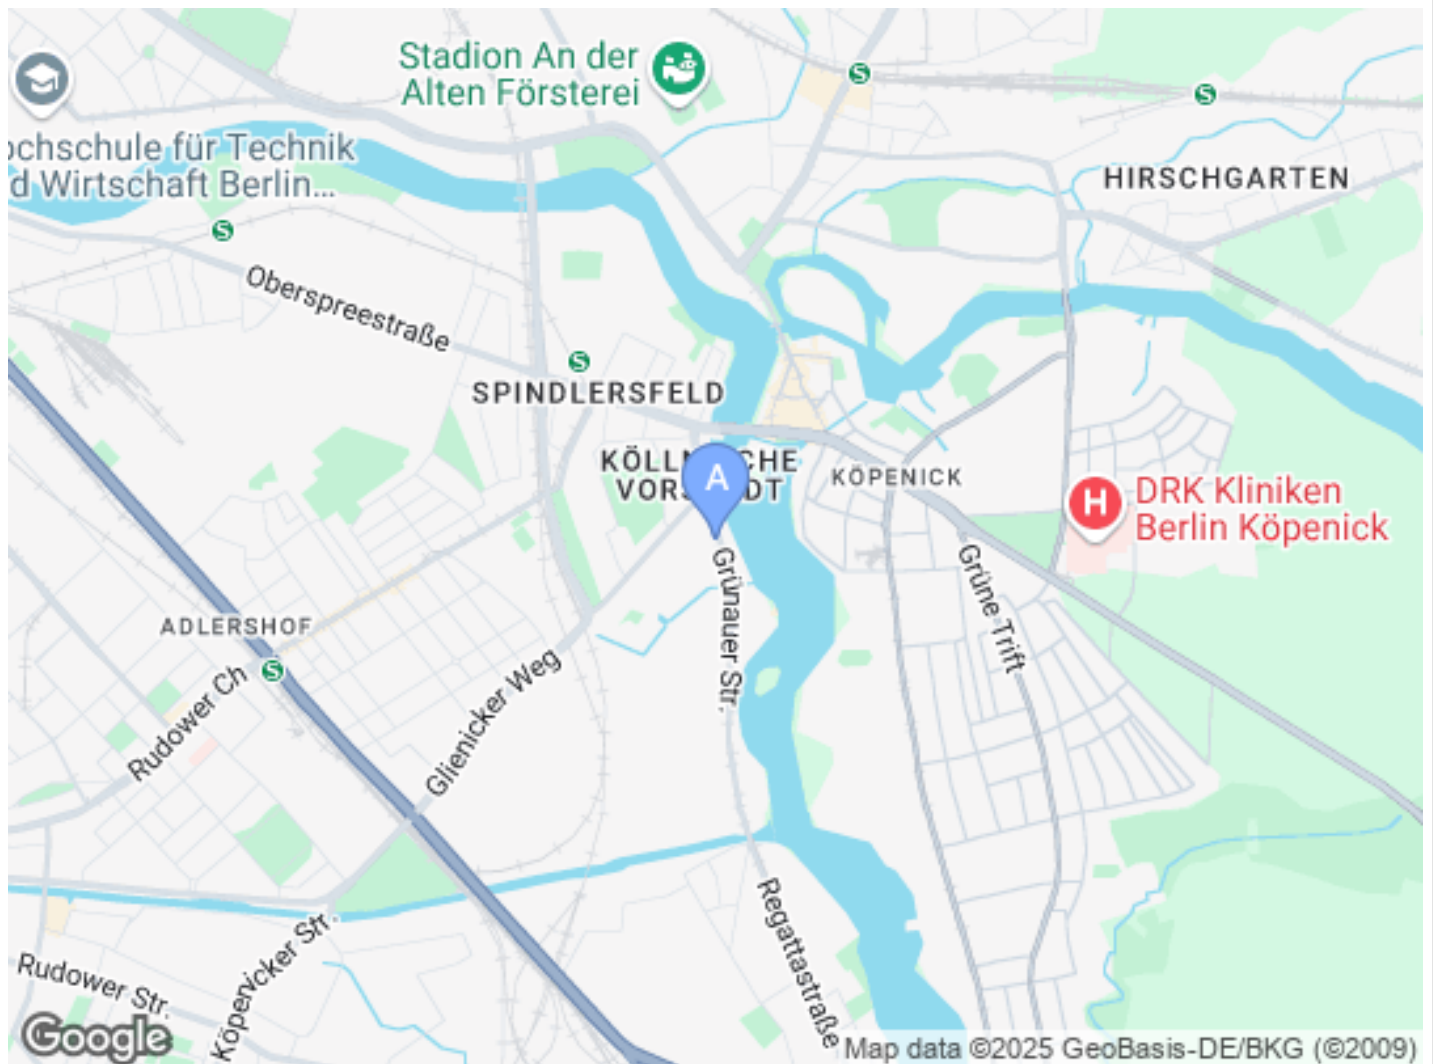 Stadion An der
Alten Försterei
S
S
ochschule für Technik
d Wirtschaft Berlin...
HIRSCHGARTEN
S
Oberspreestraße
S
SPINDLERSFELD
A
KÖPENICK
H
DRK Kliniken
Berlin Köpenick
Grünauer Str.
Grüne Trift
ADLERSHOF
S
Rudower Ch
Glienicker Weg
Regattastraße
Köpenicker Str.
Rudower Str.
Google
Map data ©2025 GeoBasis-DE/BKG (©2009)